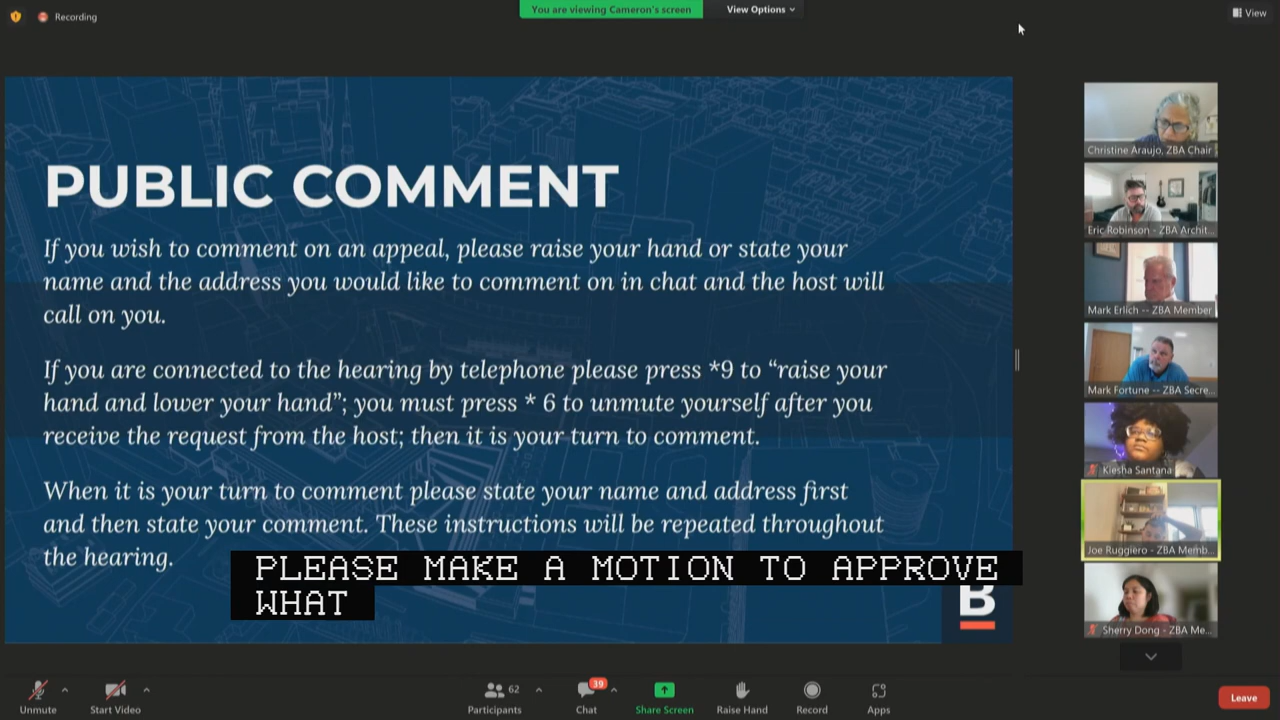 Recording
You are viewing Cameron's screen
View Options
View
PUBLIC COMMENT
If you wish to comment on an appeal, please raise your hand or state your
name and the address you would like to comment on in chat and the host will
call on you.
If you are connected to the hearing by telephone please press *9 to “raise your
hand and lower your hand”; you must press * 6 to unmute yourself after you
receive the request from the host; then it is your turn to comment.
When it is your turn to comment please state your name and address first
and then state your comment. These instructions will be repeated throughout
the hearing.
PLEASE MAKE A MOTION TO APPROVE
WHAT
B
Christine Araujo, ZBA Chair
Eric Robinson - ZBA Archit...
Mark Erlich -- ZBA Member
Mark Fortune -- ZBA Secre...
Kiesha Santana
Joe Ruggiero - ZBA Memb...
Sherry Dong - ZBA Me...
Unmute
Start Video
62
Participants
39
Chat
Share Screen
Raise Hand
Record
Apps
Leave